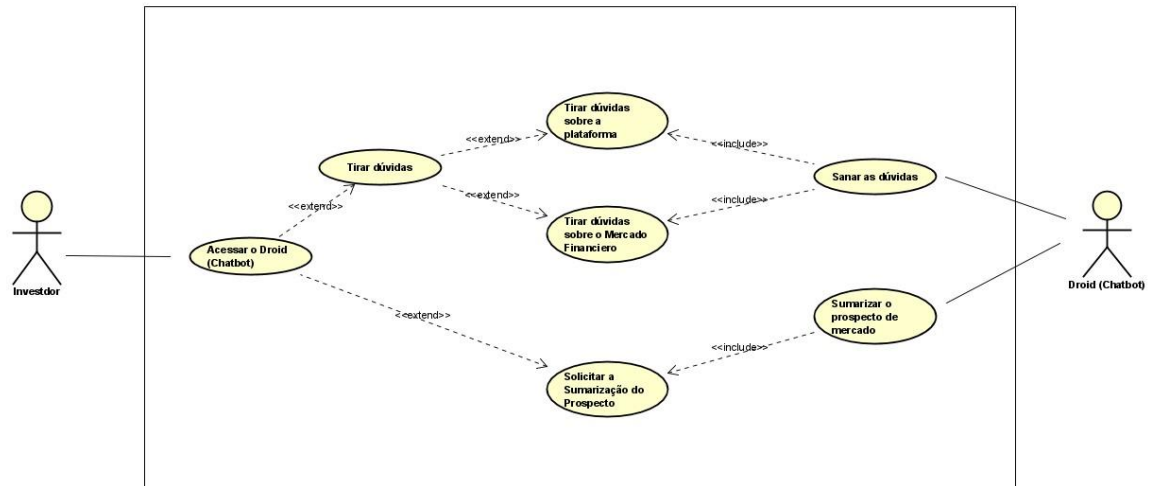 Tirar dúvidas
sobre a
plataforma
<<extend>>
<<include>>
Tirar dúvidas
Sanar as dúvidas
<<extend>>
<<include>>
<<extend>>
Tirar dúvidas
sobre o Mercado
Financiero
Acessar o Droid
(Chatbot)
Investdor
Droid (Chatbot)
<<extend>>
Sumarizar o
prospecto de
mercado
<<include>>
Solicitar a
Sumarização do
Prospecto